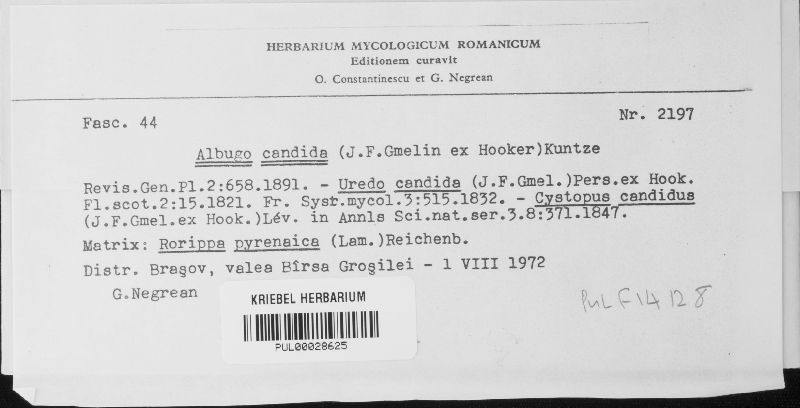 HERBARIUM MYCOLOGICUM ROMANICUM
Editionem curavit
O. Constantinescu et G. Negrean
Fasc. 44
Nr. 2197
Albugo candida (J.F.Gmelin ex Hooker)Kuntze
Revis.Gen.Pl.2:658.1891. - Uredo candida (J.F.Gmel.)Pers.ex Hook.
Fl.scot.2:15.1821. Fr. Syst.mycol.3:515.1832. - Cystopus candidus
(J.F.Gmel.ex Hook.)Lév. in Annls Sci.nat.ser.3.8:371.1847.
Matrix: Rorippa pyrenaica (Lam.)Reichenb.
Distr. Braşov, valea Bîrsa Groşilei - 1 VIII 1972
G.Negrean
KRIEBEL HERBARIUM
PUL00028625
PUL F14128